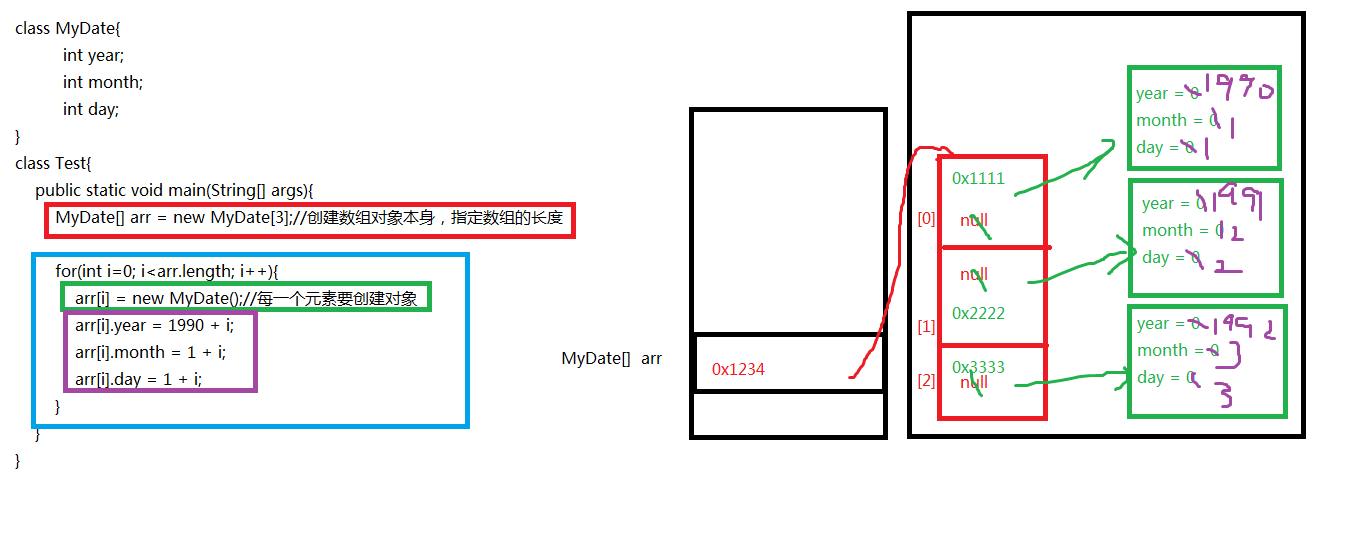 class MyDate{
int year;
int month;
int day;
}
class Test{
public static void main(String[] args){
MyDate[] arr = new MyDate[3];//创建数组对象本身，指定数组的长度
for(int i=0; i<arr.length; i++){
arr[i] = new MyDate();//每一个元素要创建对象
arr[i].year = 1990 + i;
arr[i].month = 1 + i;
arr[i].day = 1 + i;
}
}
}
MyDate[] arr
0x1234
0x1111
[0]
null
null
[1]
0x2222
0x3333
[2]
null
year = 0 1990
month = 0 1
day = 0 1
year = 0 1991
month = 0 2
day = 0 2
year = 0 1992
month = 0 3
day = 0 3